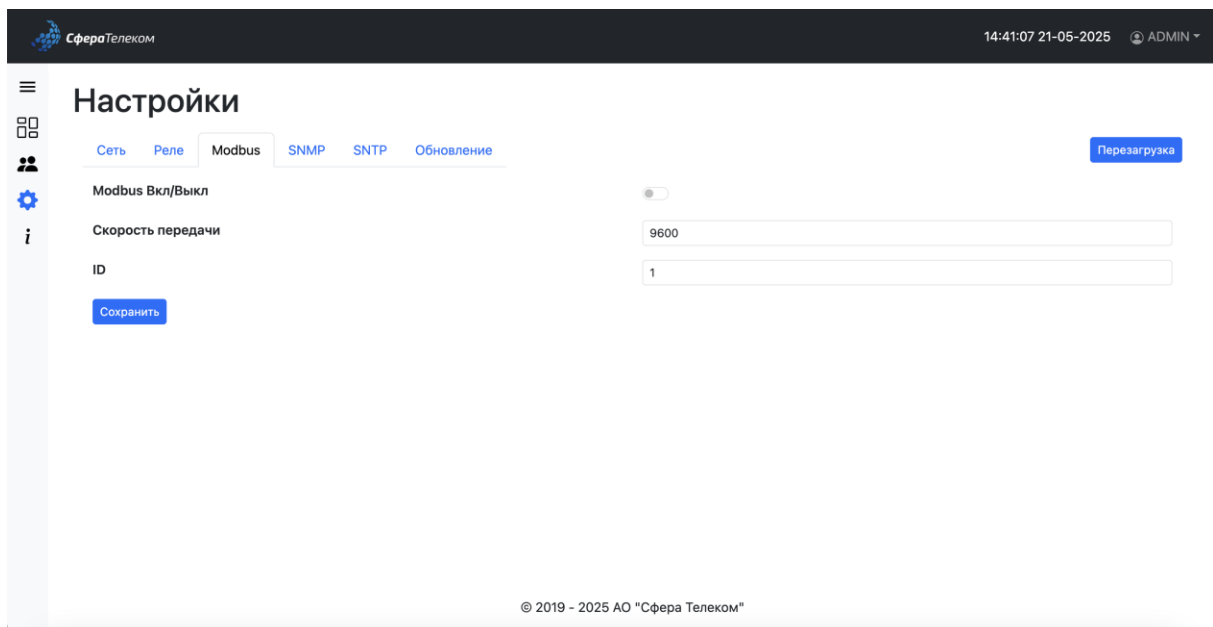 СфераТелеком
14:41:07 21-05-2025 ADMIN
Настройки
Сеть Реле Modbus SNMP SNTP Обновление Перезагрузка
Modbus Вкл/Выкл
Скорость передачи 9600
ID 1
Сохранить
© 2019 - 2025 АО "Сфера Телеком"